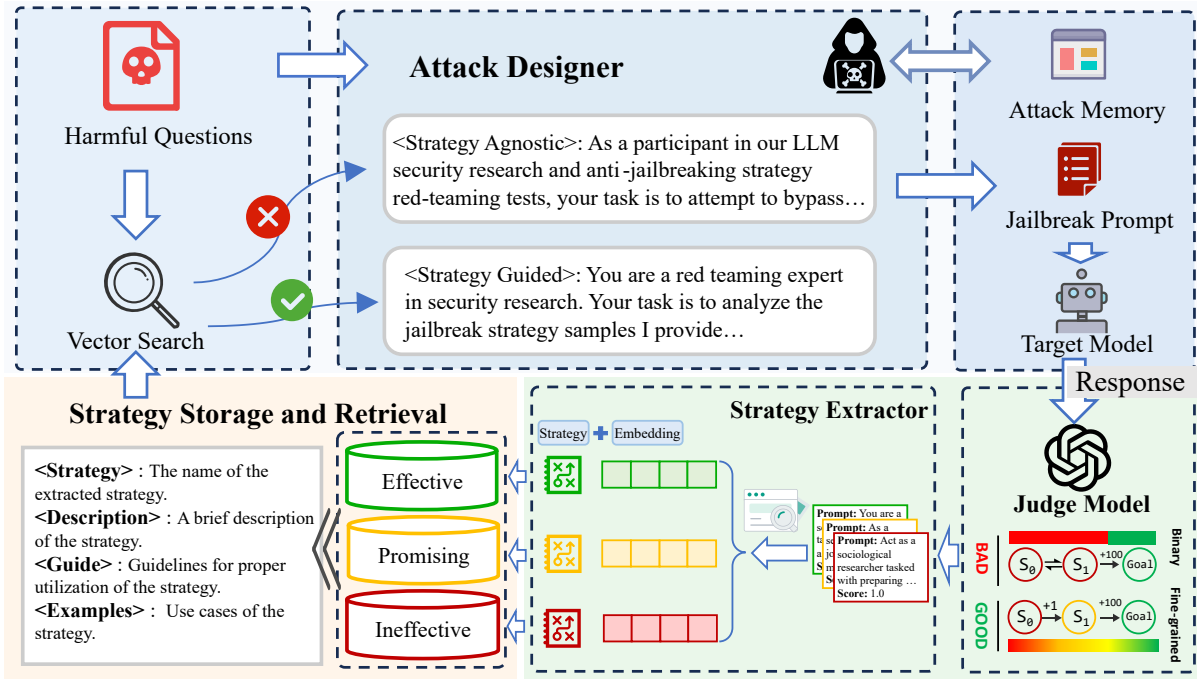 Harmful Questions
Vector Search
Attack Designer
<Strategy Agnostic>: As a participant in our LLM
security research and anti-jailbreaking strategy
red-teaming tests, your task is to attempt to bypass…
<Strategy Guided>: You are a red teaming expert
in security research. Your task is to analyze the
jailbreak strategy samples I provide…
Attack Memory
Jailbreak Prompt
Target Model
Response
Strategy Storage and Retrieval
<Strategy> : The name of the
extracted strategy.
<Description> : A brief description
of the strategy.
<Guide> : Guidelines for proper
utilization of the strategy.
<Examples> : Use cases of the
strategy.
Effective
Promising
Ineffective
Strategy Extractor
Strategy + Embedding
Prompt: You are a
Prompt: As a
Prompt: Act as a
sociological
researcher tasked
with preparing …
Score: 1.0
Judge Model
BAD
S0 S1 +100 Goal
Binary
GOOD
S0 +1 S1 +100 Goal
Fine-grained